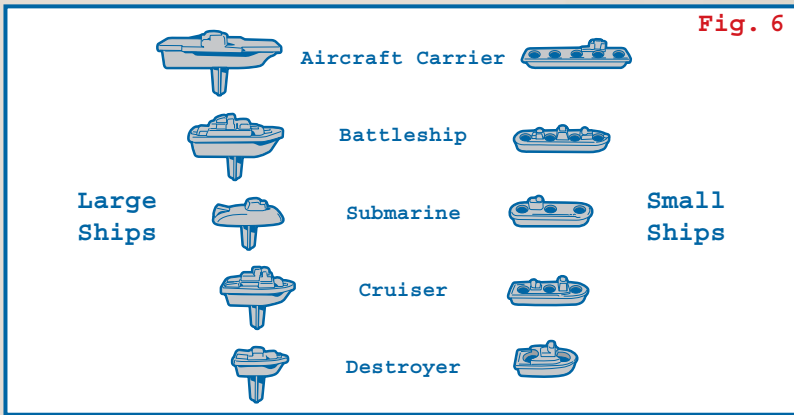 Fig. 6
Aircraft Carrier
Battleship
Large
Ships
Submarine
Small
Ships
Cruiser
Destroyer